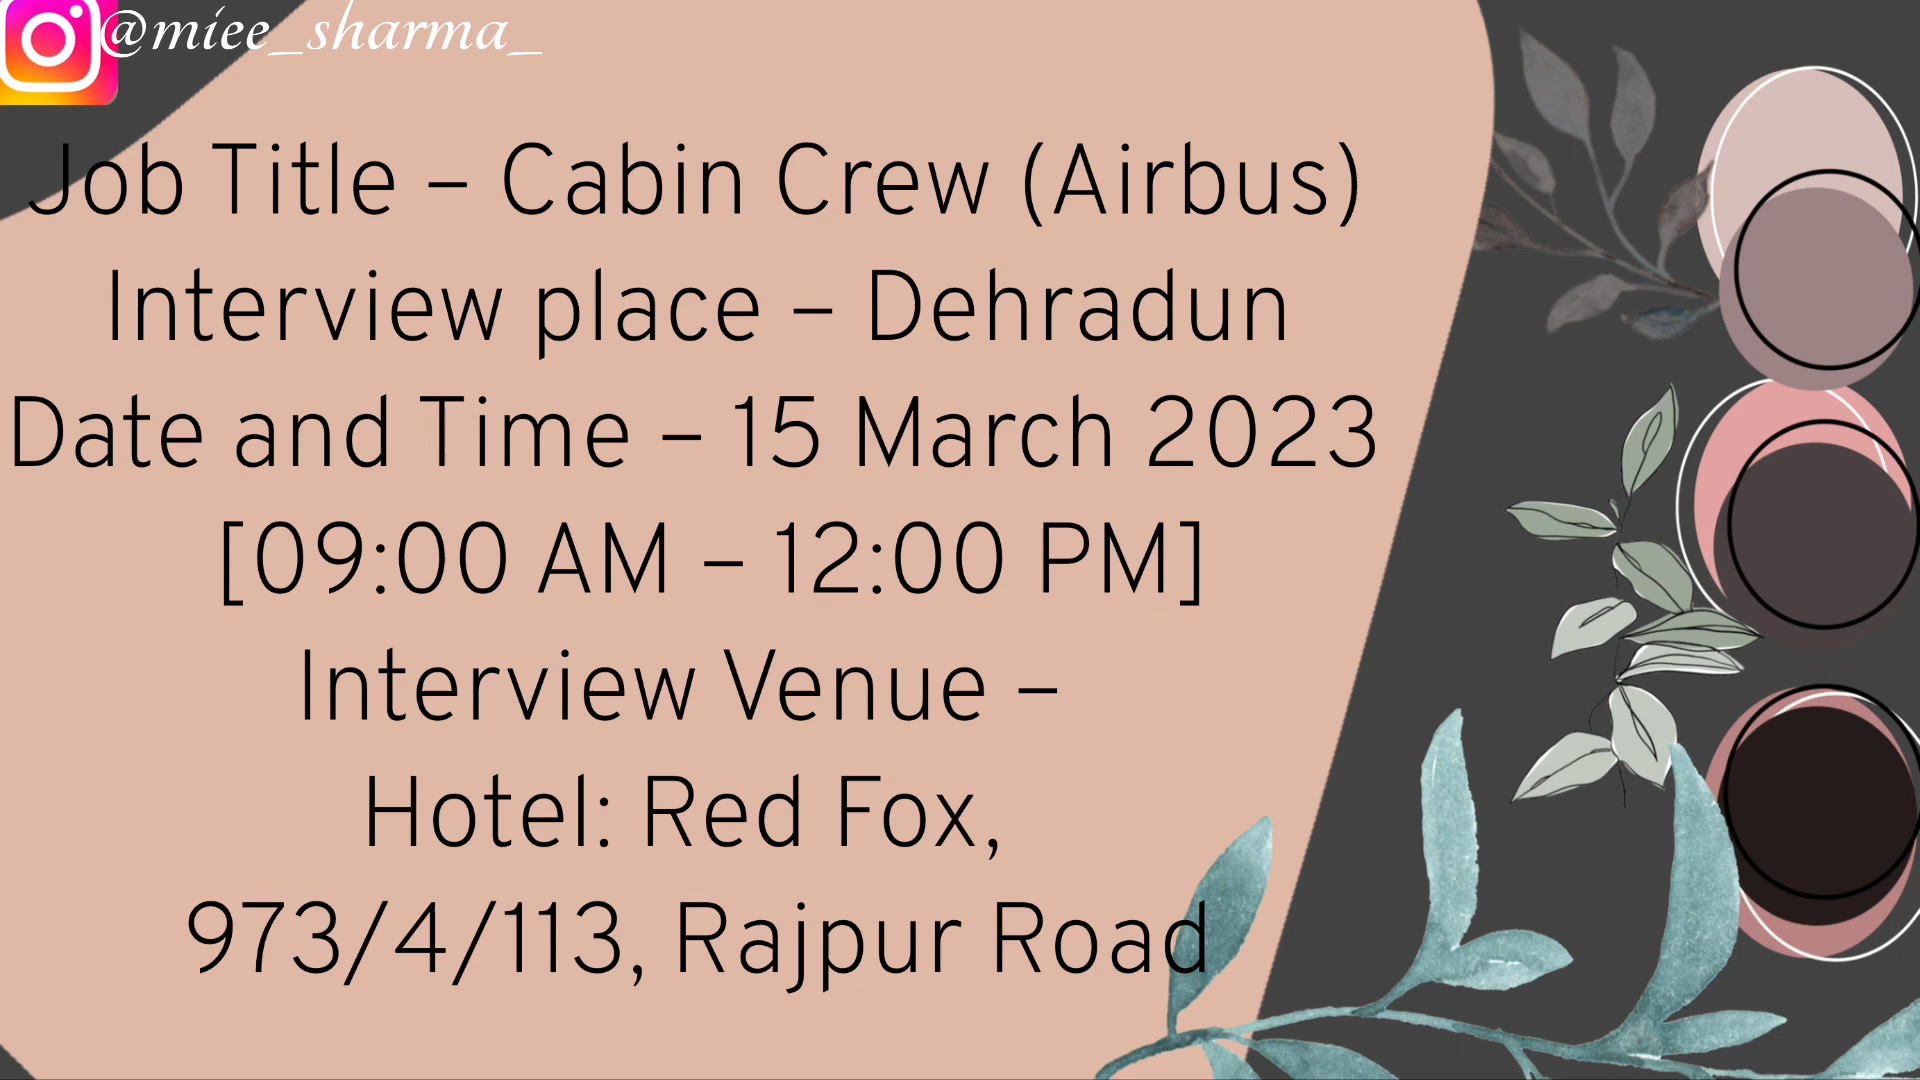 @miee_sharma_
Job Title – Cabin Crew (Airbus)
Interview place – Dehradun
Date and Time – 15 March 2023
[09:00 AM – 12:00 PM]
Interview Venue –
Hotel: Red Fox,
973/4/113, Rajpur Road